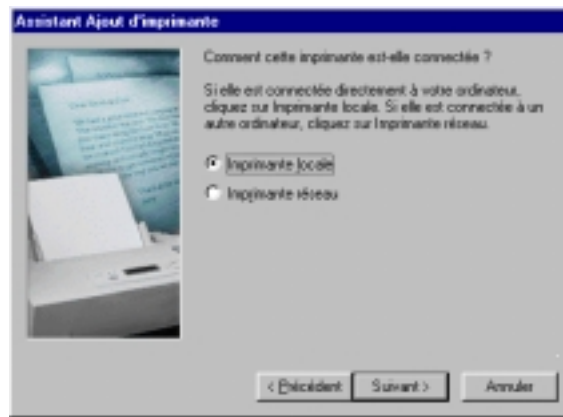 Assistant Ajout d'imprimante
Comment cette imprimante est-elle connectée ?
Si elle est connectée directement à votre ordinateur,
cliquez sur Imprimante locale. Si elle est connectée à un
autre ordinateur, cliquez sur Imprimante réseau.
Imprimante locale
Imprimante réseau
< Précédent
Suivant >
Annuler